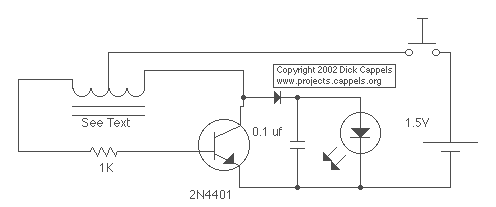 Copyright 2002 Dick Cappels
www.projects.cappels.org
See Text
0.1 uf
1.5V
1K
2N4401